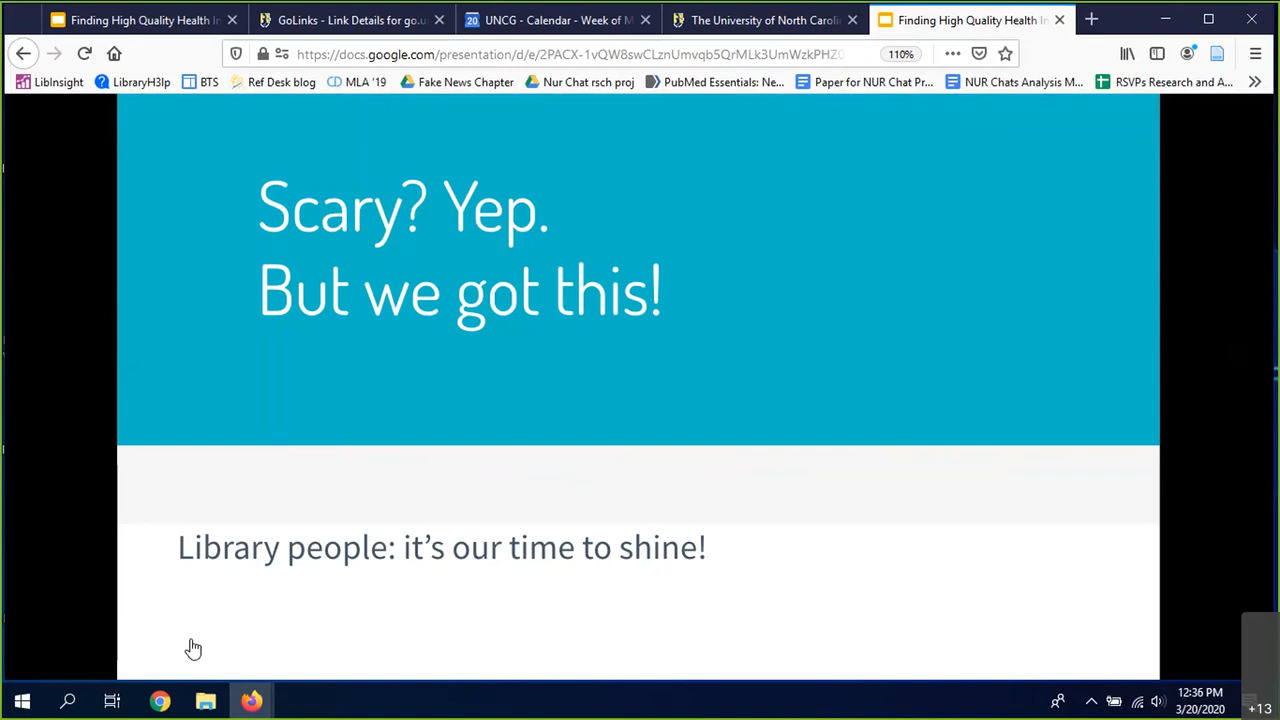 Finding High Quality Health In
GoLinks - Link Details for go.u
20 UNCG - Calendar - Week of M
The University of North Caroli
Finding High Quality Health In
https://docs.google.com/presentation/d/e/2PACX-1vQW8swCLznUmvqb5QrMLk3UmWzkPHZ0
110%
LibInsight
LibraryH3lp
BTS
Ref Desk blog
MLA '19
Fake News Chapter
Nur Chat rsch proj
PubMed Essentials: Ne...
Paper for NUR Chat Pr...
NUR Chats Analysis M...
RSVPs Research and A...
Scary? Yep.
But we got this!
Library people: it's our time to shine!
12:36 PM
3/20/2020
+13